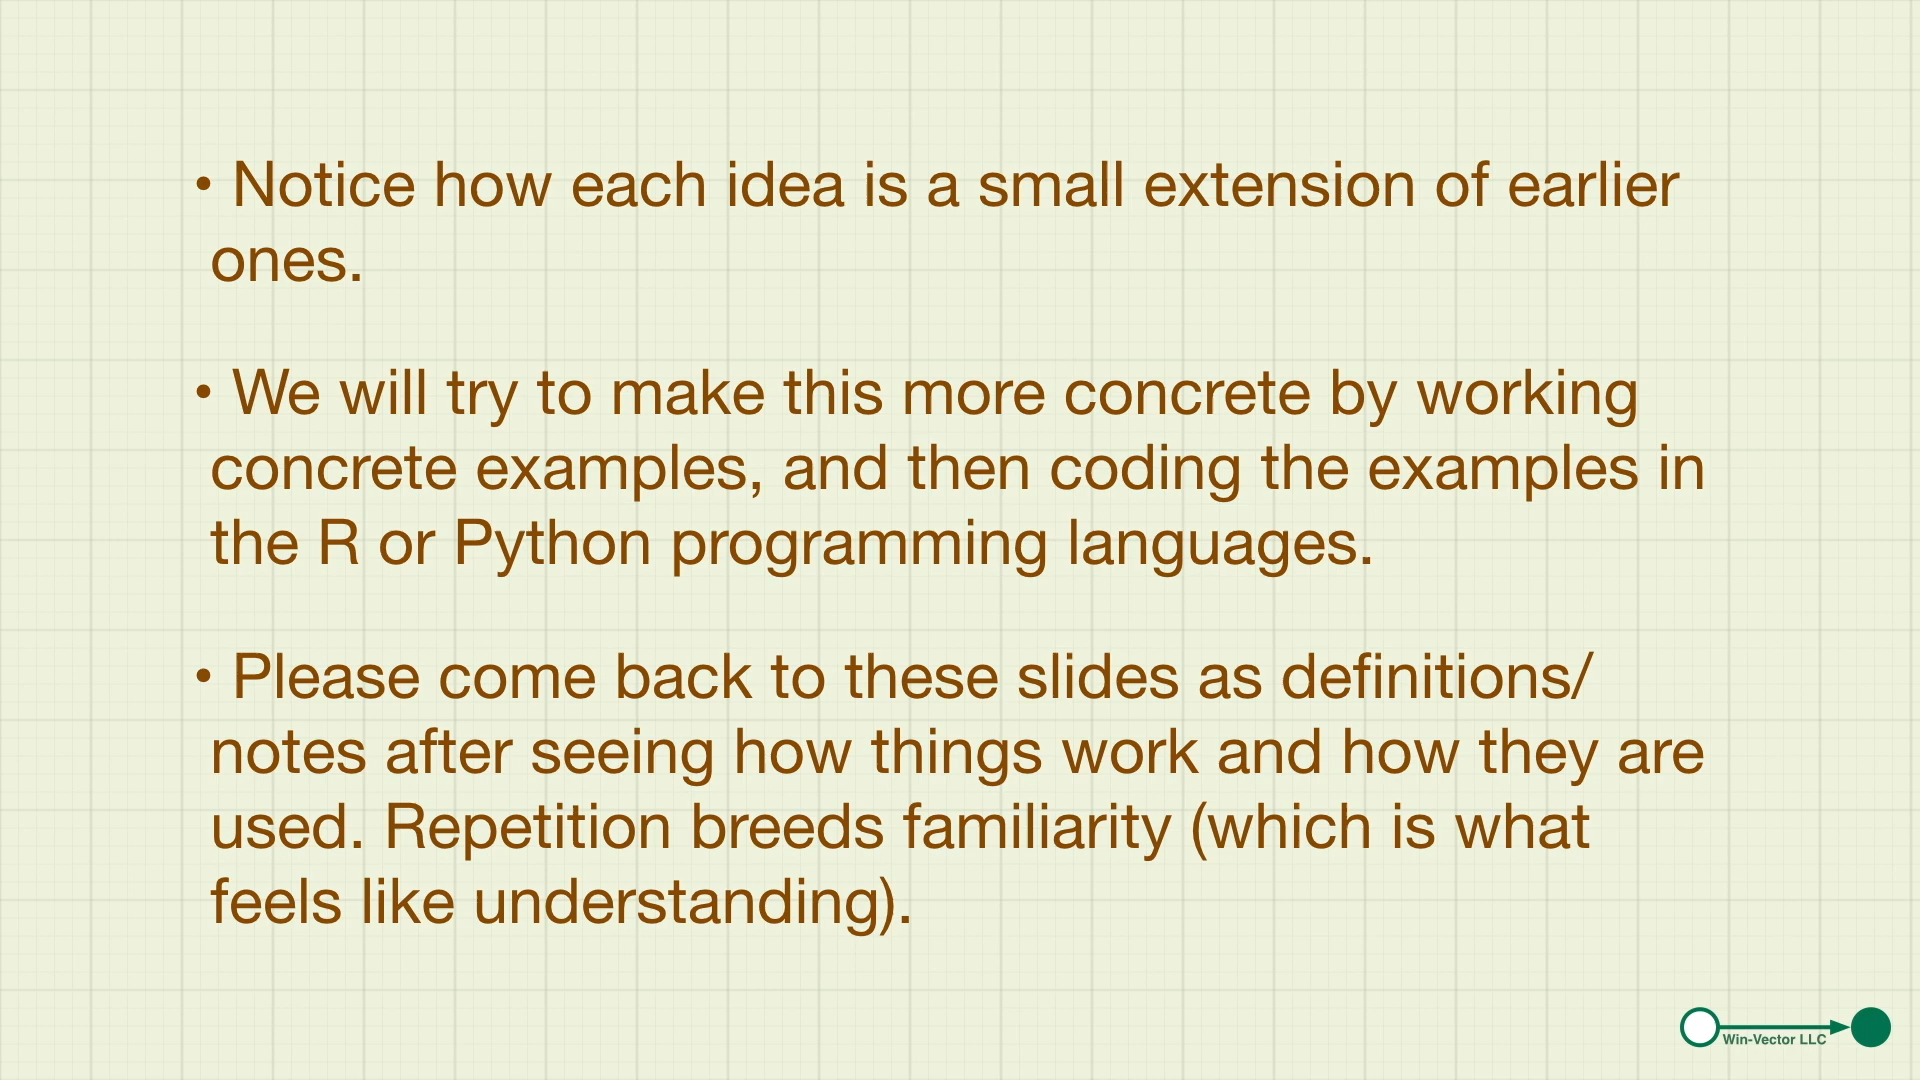 • Notice how each idea is a small extension of earlier
ones.
• We will try to make this more concrete by working
concrete examples, and then coding the examples in
the R or Python programming languages.
• Please come back to these slides as definitions/
notes after seeing how things work and how they are
used. Repetition breeds familiarity (which is what
feels like understanding).
Win-Vector LLC